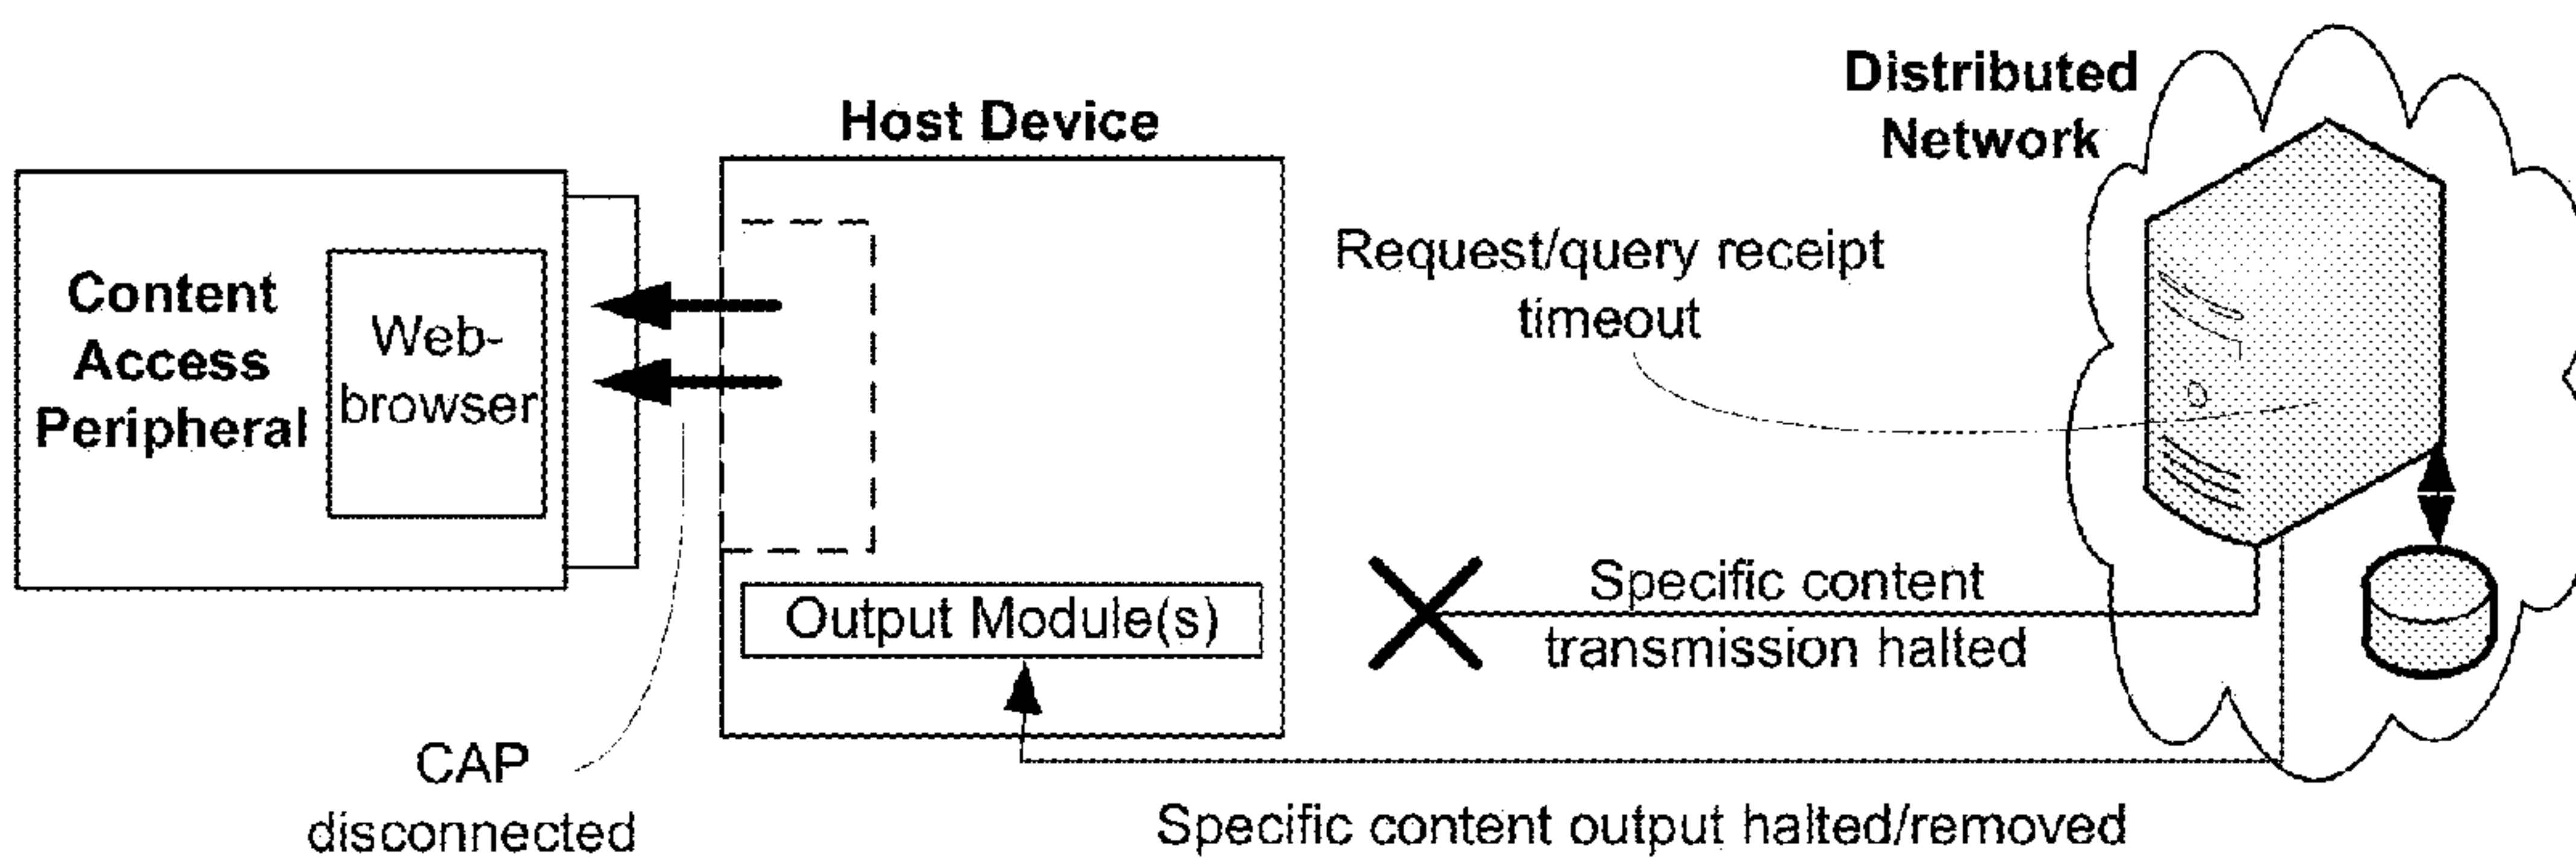 Distributed
Network
Host Device
Content
Access
Peripheral
Web-
browser
Request/query receipt
timeout
Output Module(s)
Specific content
transmission halted
CAP
disconnected
Specific content output halted/removed